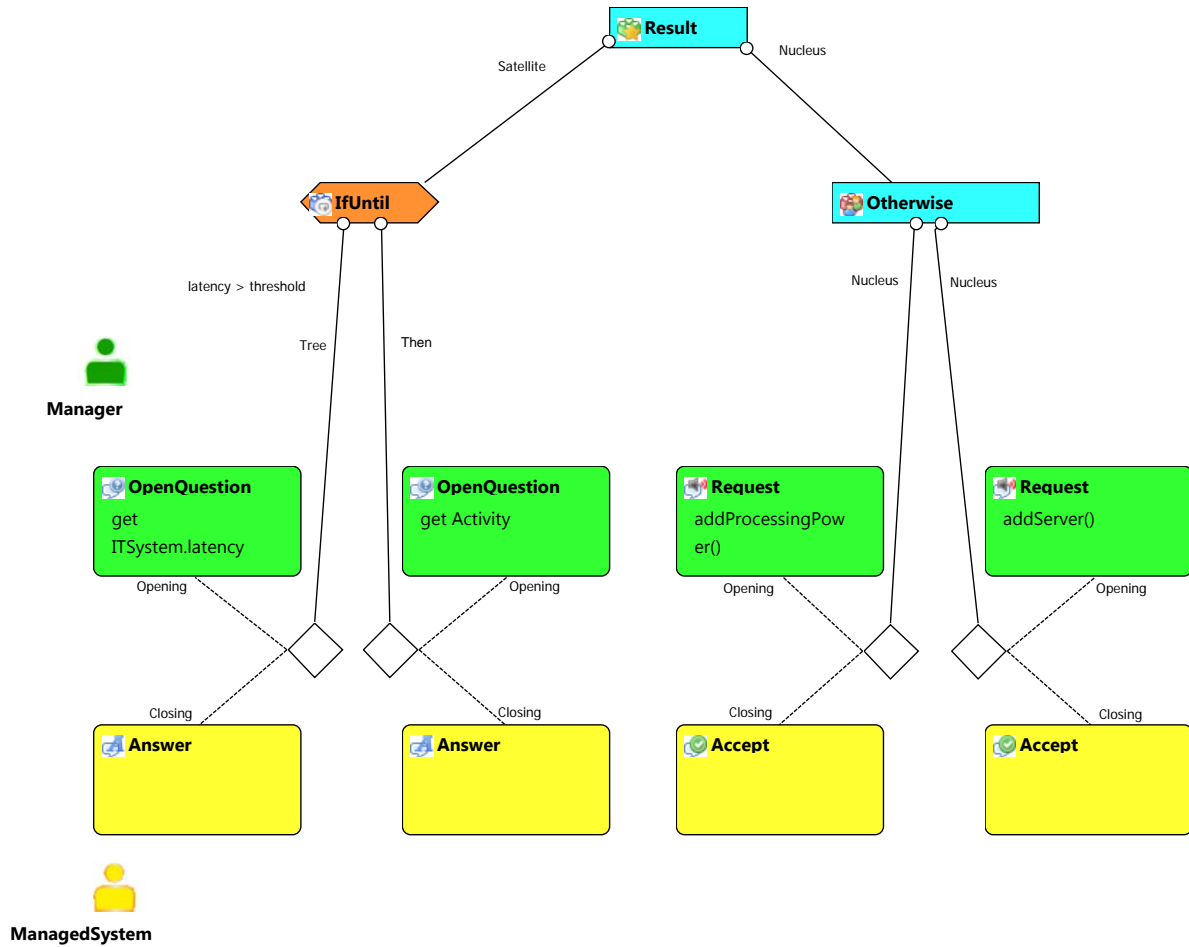 Result
Nucleus
Satellite
IfUntil
Otherwise
latency > threshold
Nucleus
Nucleus
Tree
Then
Manager
OpenQuestion
get
ITSystem.latency
OpenQuestion
get Activity
Request
addProcessingPow
er()
Request
addServer()
Opening
Opening
Opening
Opening
Closing
Closing
Closing
Closing
Answer
Answer
Accept
Accept
ManagedSystem